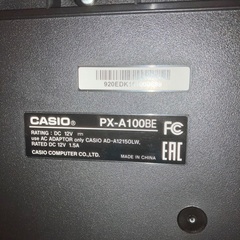 920EDK1
CASIO® PX-A100BE
RATING : DC 12V ⎓ FC
use AC ADAPTOR only CASIO AD-A12150LW, EAC
RATED DC 12V 1.5A
CASIO COMPUTER CO.,LTD. MADE IN CHINA